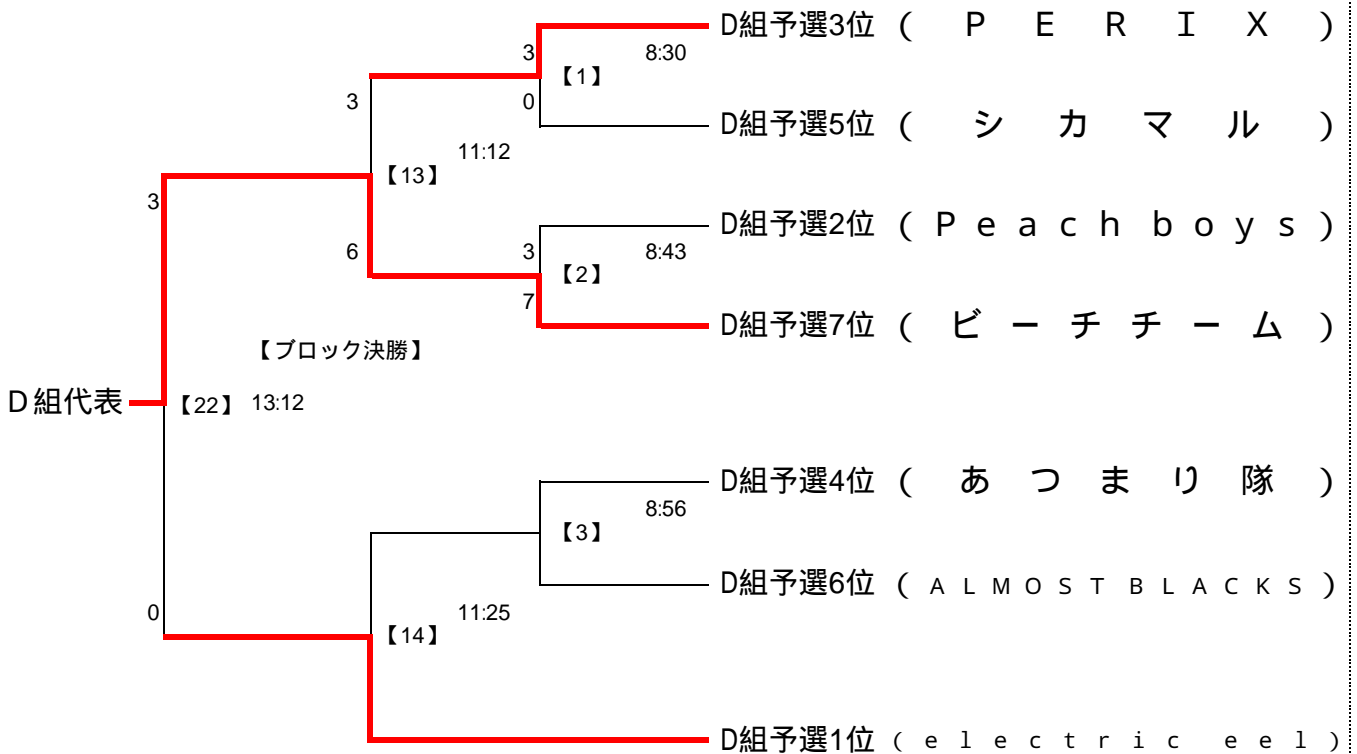 D組予選3位 ( PERIX )
3 8:30
【1】
3 0
D組予選5位 ( シカマル )
11:12
【13】
3
D組予選2位 ( Peach boys )
6 3 8:43
【2】
7
D組予選7位 ( ビーチチーム )
【ブロック決勝】
D組代表 【22】 13:12
D組予選4位 ( あつまり隊 )
8:56
【3】
D組予選6位 ( ALMOST BLACKS )
0 11:25
【14】
D組予選1位 ( electric eel )